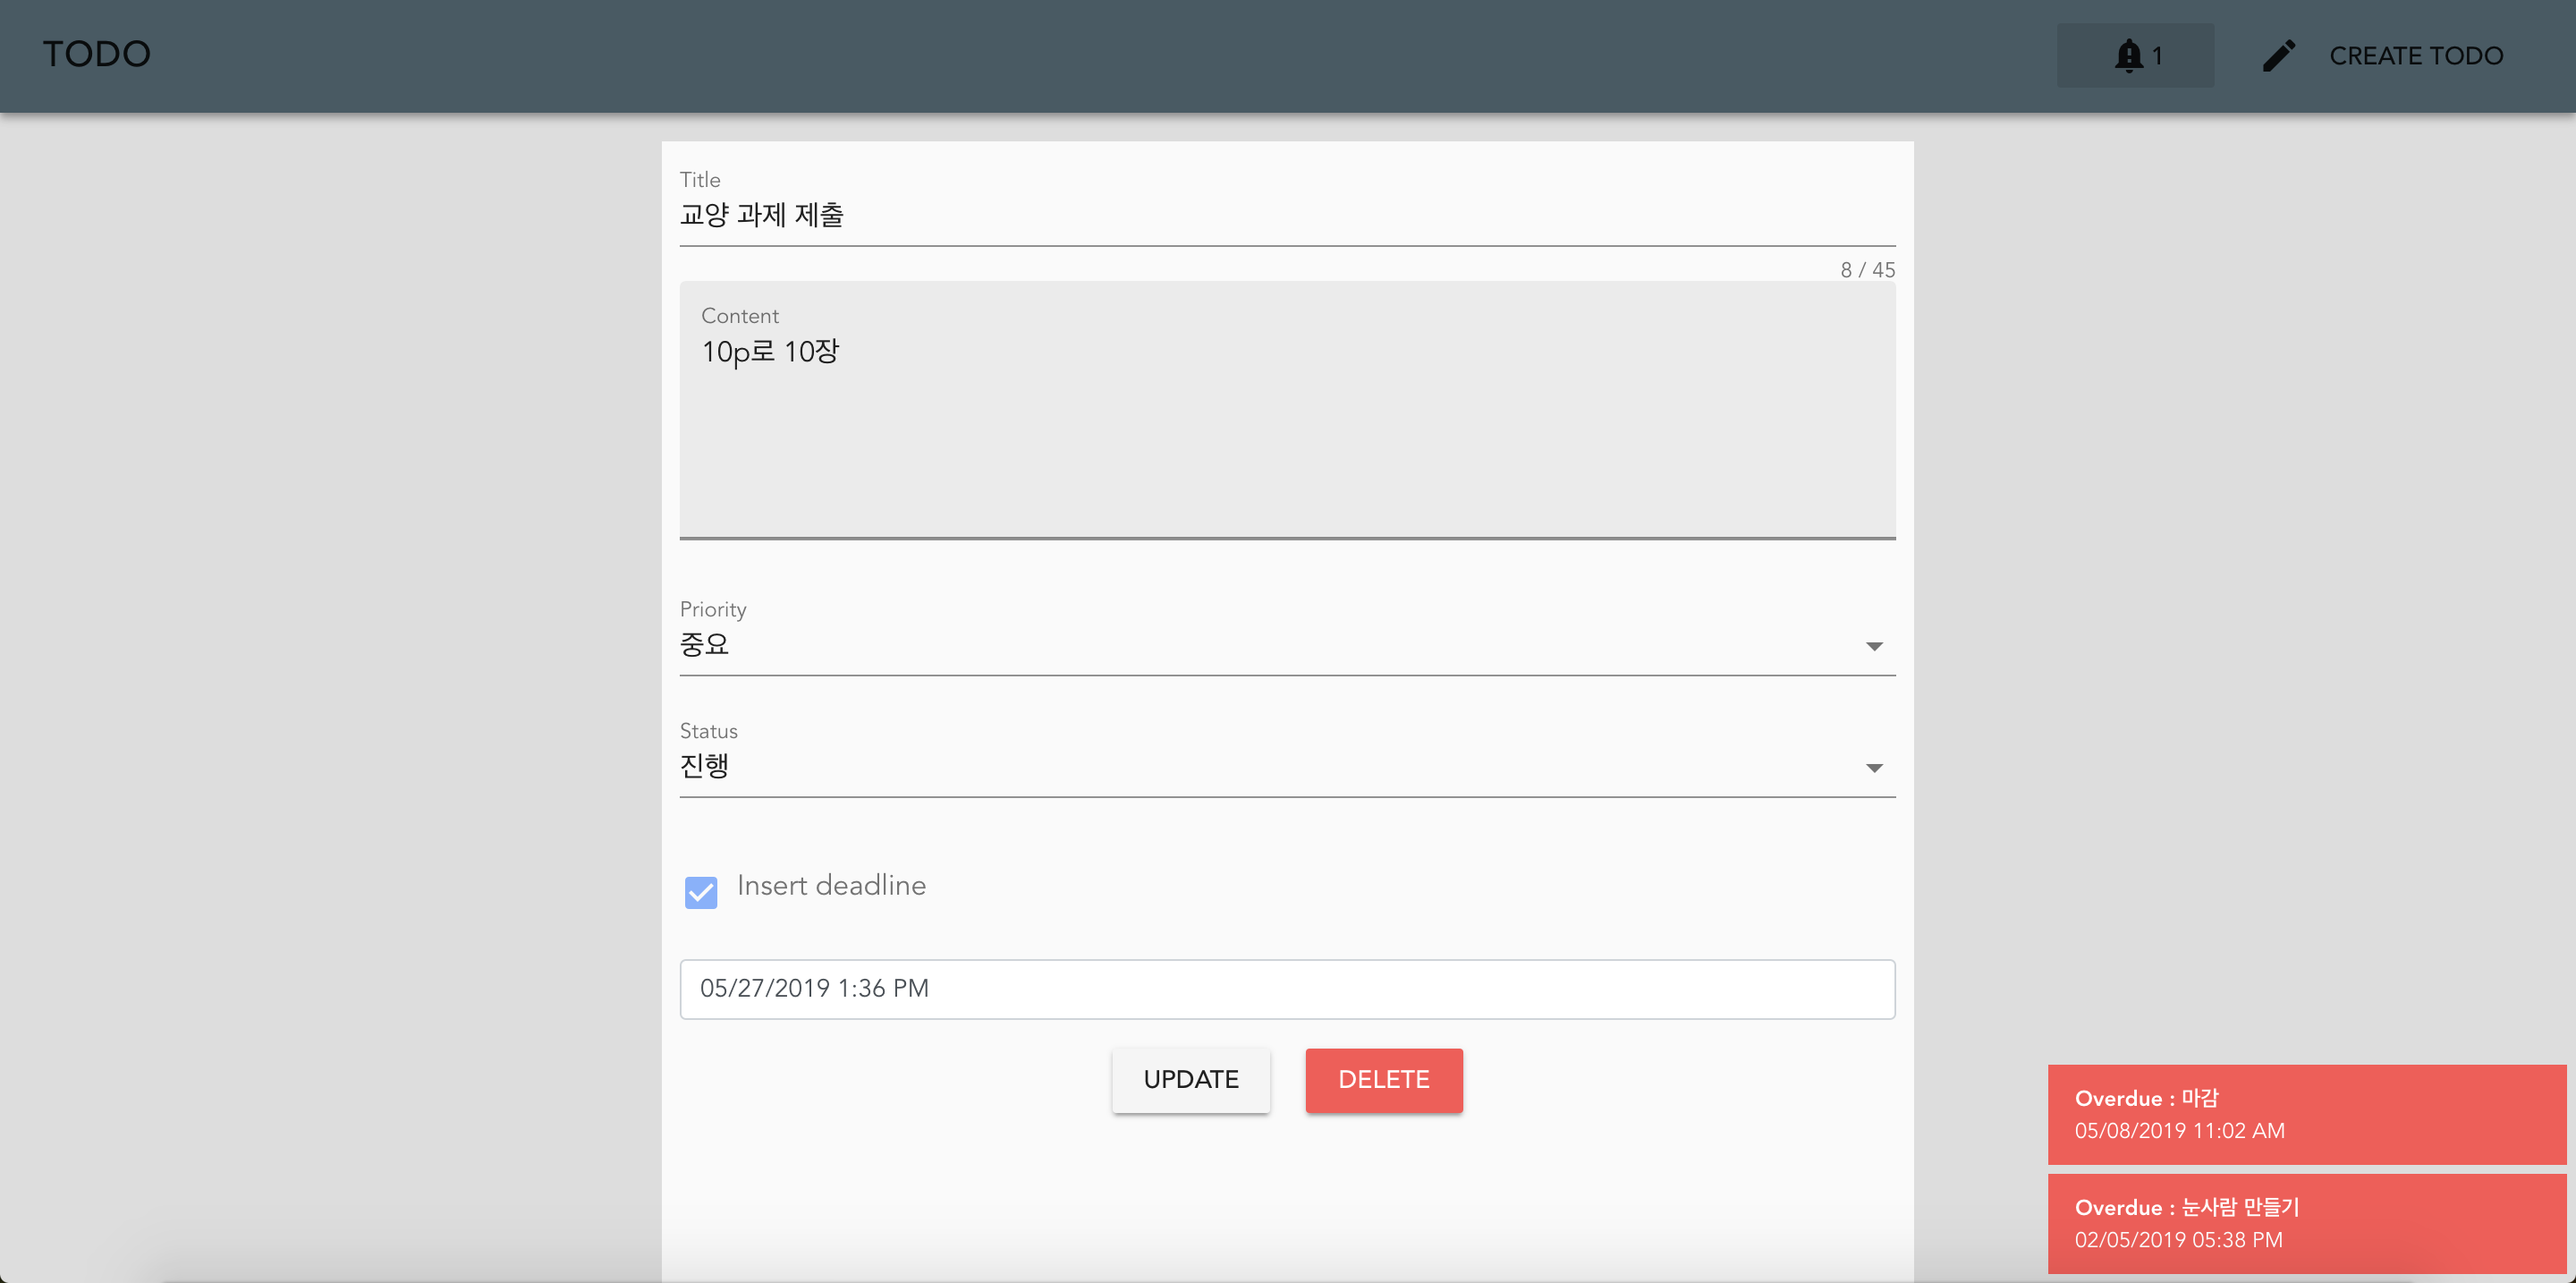 TODO
1
CREATE TODO
Title
교양 과제 제출
8 / 45
Content
10p로 10장
Priority
중요
Status
진행
Insert deadline
05/27/2019 1:36 PM
UPDATE
DELETE
Overdue : 마감
05/08/2019 11:02 AM
Overdue : 눈사람 만들기
02/05/2019 05:38 PM